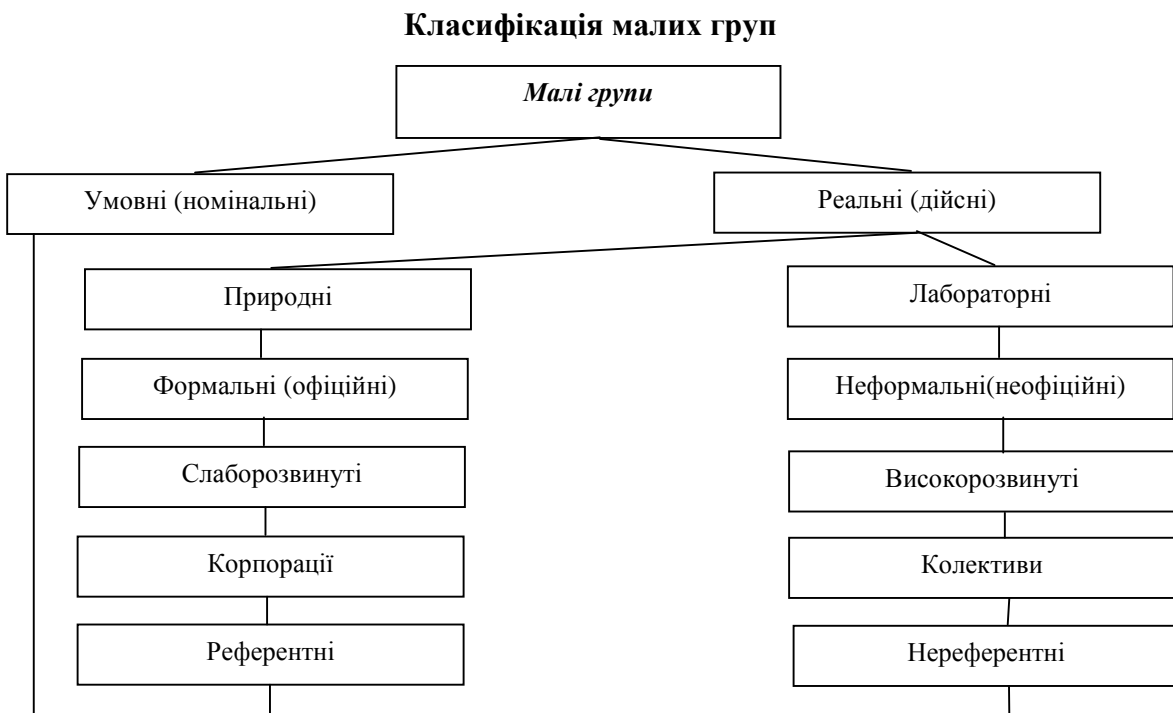 Класифікація малих груп
Малі групи
Умовні (номінальні)
Реальні (дійсні)
Природні
Лабораторні
Формальні (офіційні)
Неформальні(неофіційні)
Слаборозвинуті
Високорозвинуті
Корпорації
Колективи
Референтні
Нереферентні